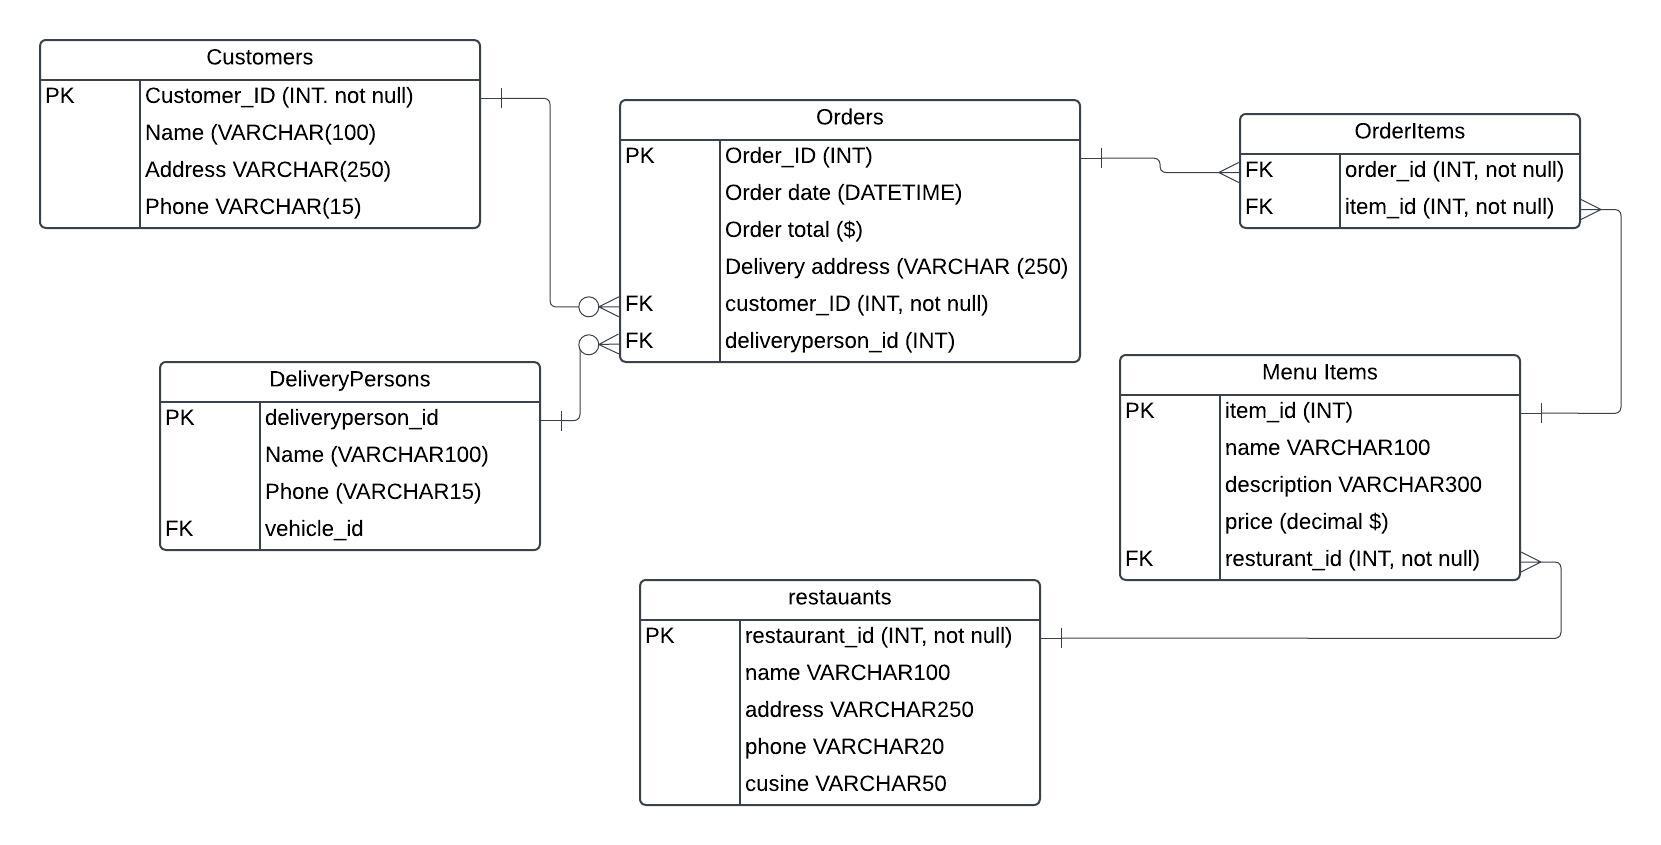 Customers
PK Customer_ID (INT. not null)
Name (VARCHAR(100)
Address VARCHAR(250)
Phone VARCHAR(15)
Orders
PK Order_ID (INT)
Order date (DATETIME)
Order total ($)
Delivery address (VARCHAR (250)
FK customer_ID (INT, not null)
FK deliveryperson_id (INT)
OrderItems
FK order_id (INT, not null)
FK item_id (INT, not null)
DeliveryPersons
PK deliveryperson_id
Name (VARCHAR100)
Phone (VARCHAR15)
FK vehicle_id
Menu Items
PK item_id (INT)
name VARCHAR100
description VARCHAR300
price (decimal $)
FK resturant_id (INT, not null)
restauants
PK restaurant_id (INT, not null)
name VARCHAR100
address VARCHAR250
phone VARCHAR20
cusine VARCHAR50